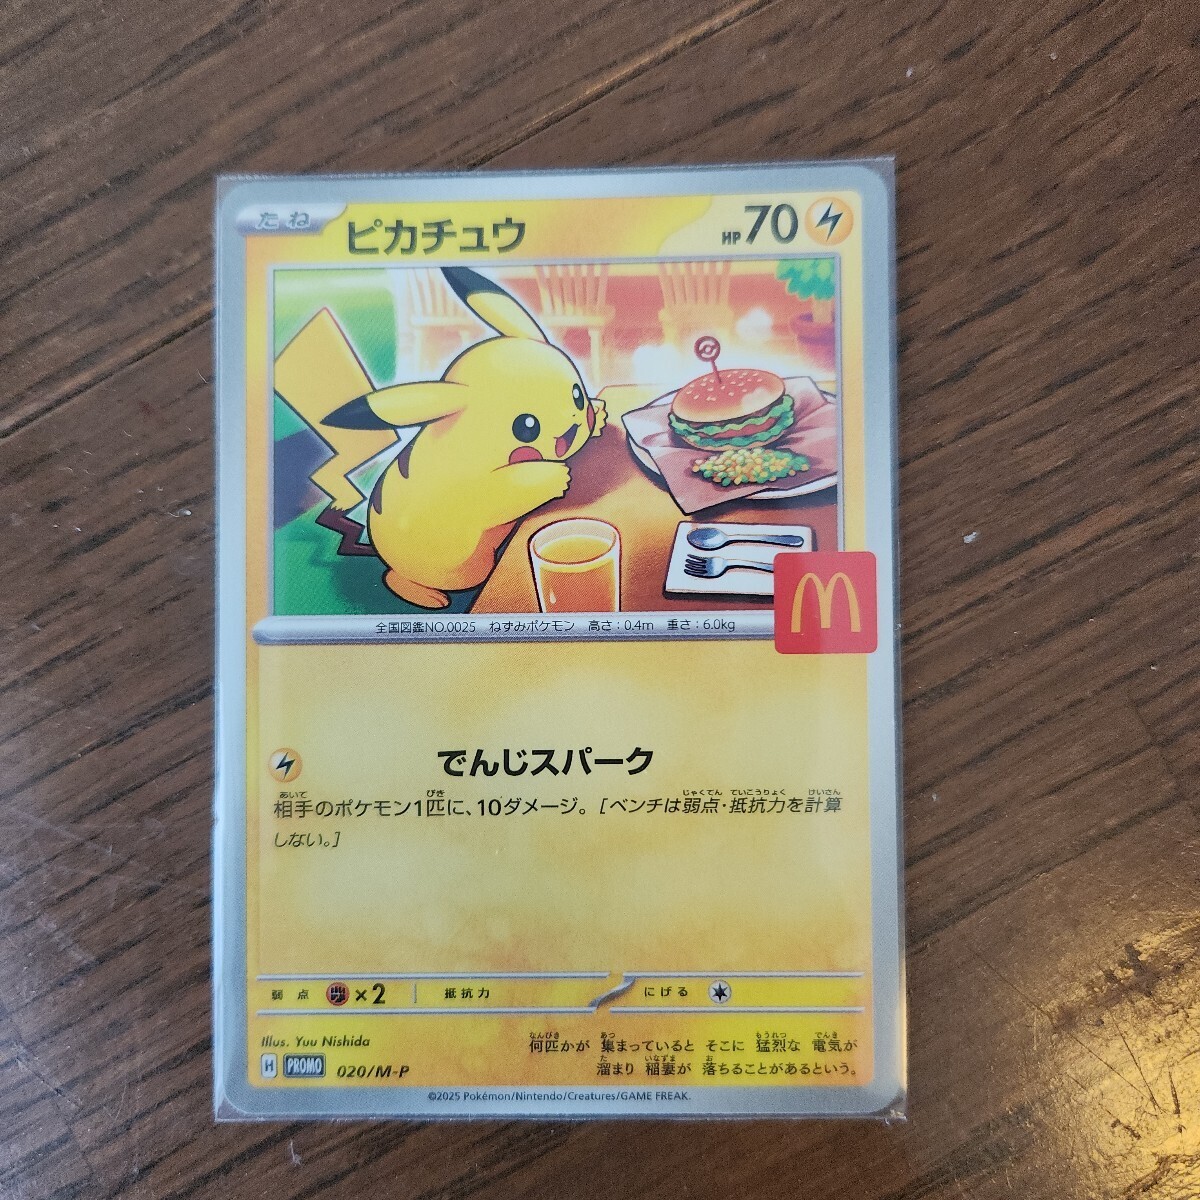 たね ピカチュウ HP 70
全国図鑑NO.0025 ねずみポケモン 高さ:0.4m 重さ:6.0kg
M
でんじスパーク
相手のポケモン1匹に、10ダメージ。[ベンチは弱点・抵抗力を計算
しない。]
弱点 ×2 抵抗力 にげる
Illus. Yuu Nishida
H PROMO 020/M-P
何匹かが 集まっていると そこに 猛烈な 電気が
溜まり 稲妻が 落ちることがあるという。
©2025 Pokémon/Nintendo/Creatures/GAME FREAK.